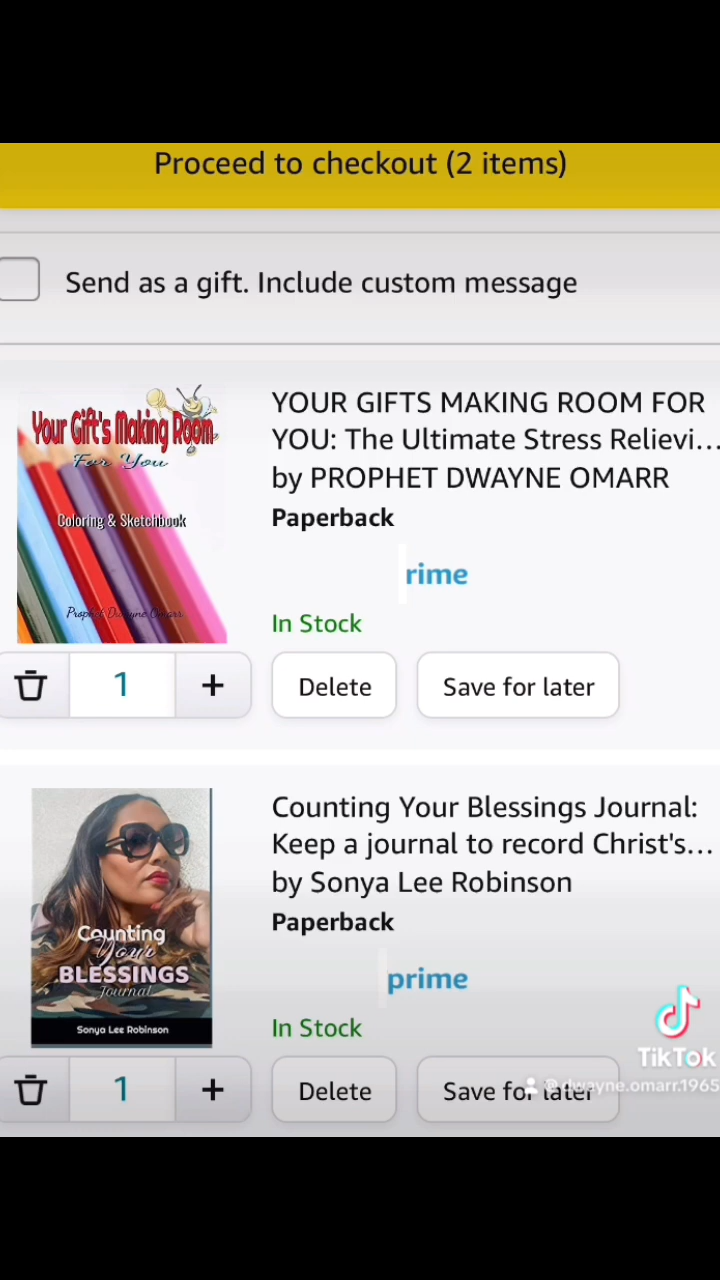 Proceed to checkout (2 items)
Send as a gift. Include custom message
Your Gift's Making Room
For You
Coloring & Sketchbook
Prophet Dwayne Omarr
YOUR GIFTS MAKING ROOM FOR
YOU: The Ultimate Stress Relievi...
by PROPHET DWAYNE OMARR
Paperback
rime
In Stock
1 +
Delete
Save for later
Counting
Your
BLESSINGS
Journal
Sonya Lee Robinson
Counting Your Blessings Journal:
Keep a journal to record Christ's...
by Sonya Lee Robinson
Paperback
prime
In Stock
1 +
Delete
Save for later
TikTok
@dwayne.omarr.1965